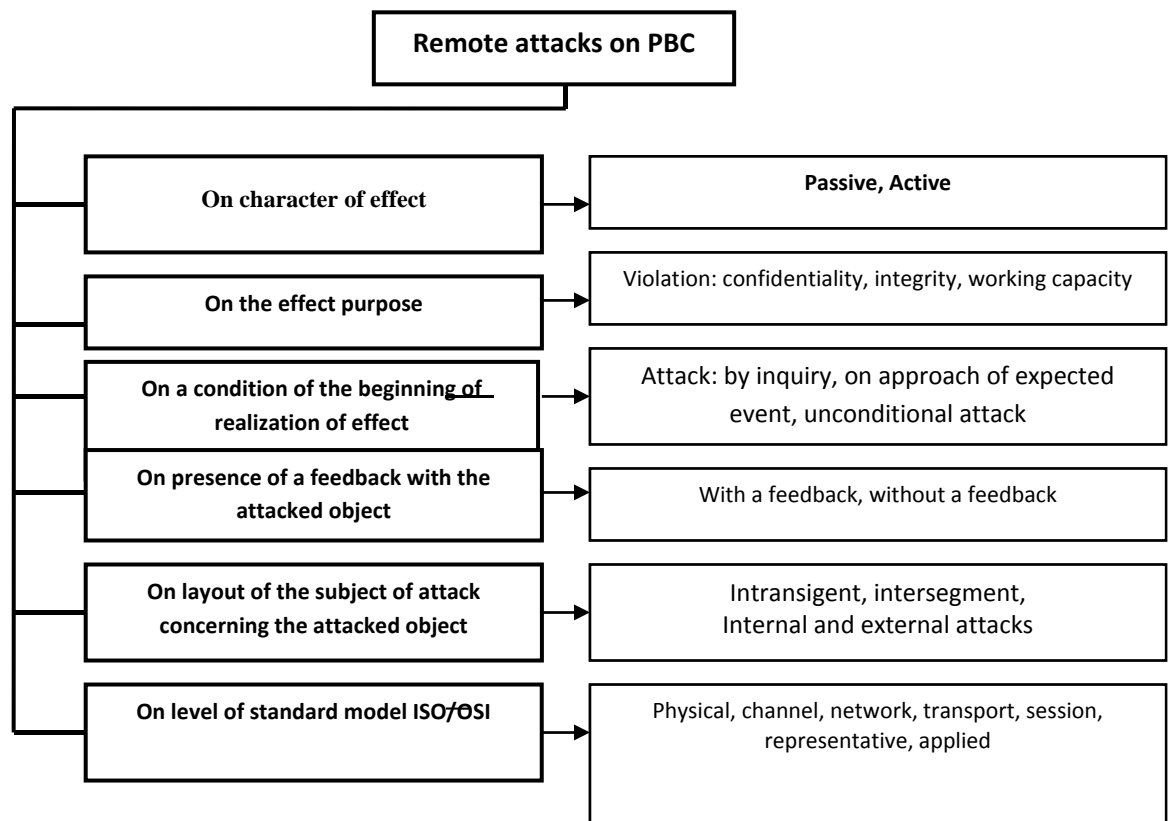 Remote attacks on PBC
On character of effect
Passive, Active
On the effect purpose
Violation: confidentiality, integrity, working capacity
On a condition of the beginning of
realization of effect
Attack: by inquiry, on approach of expected
event, unconditional attack
On presence of a feedback with the
attacked object
With a feedback, without a feedback
On layout of the subject of attack
concerning the attacked object
Intransigent, intersegment,
Internal and external attacks
On level of standard model ISO/OSI
Physical, channel, network, transport, session,
representative, applied